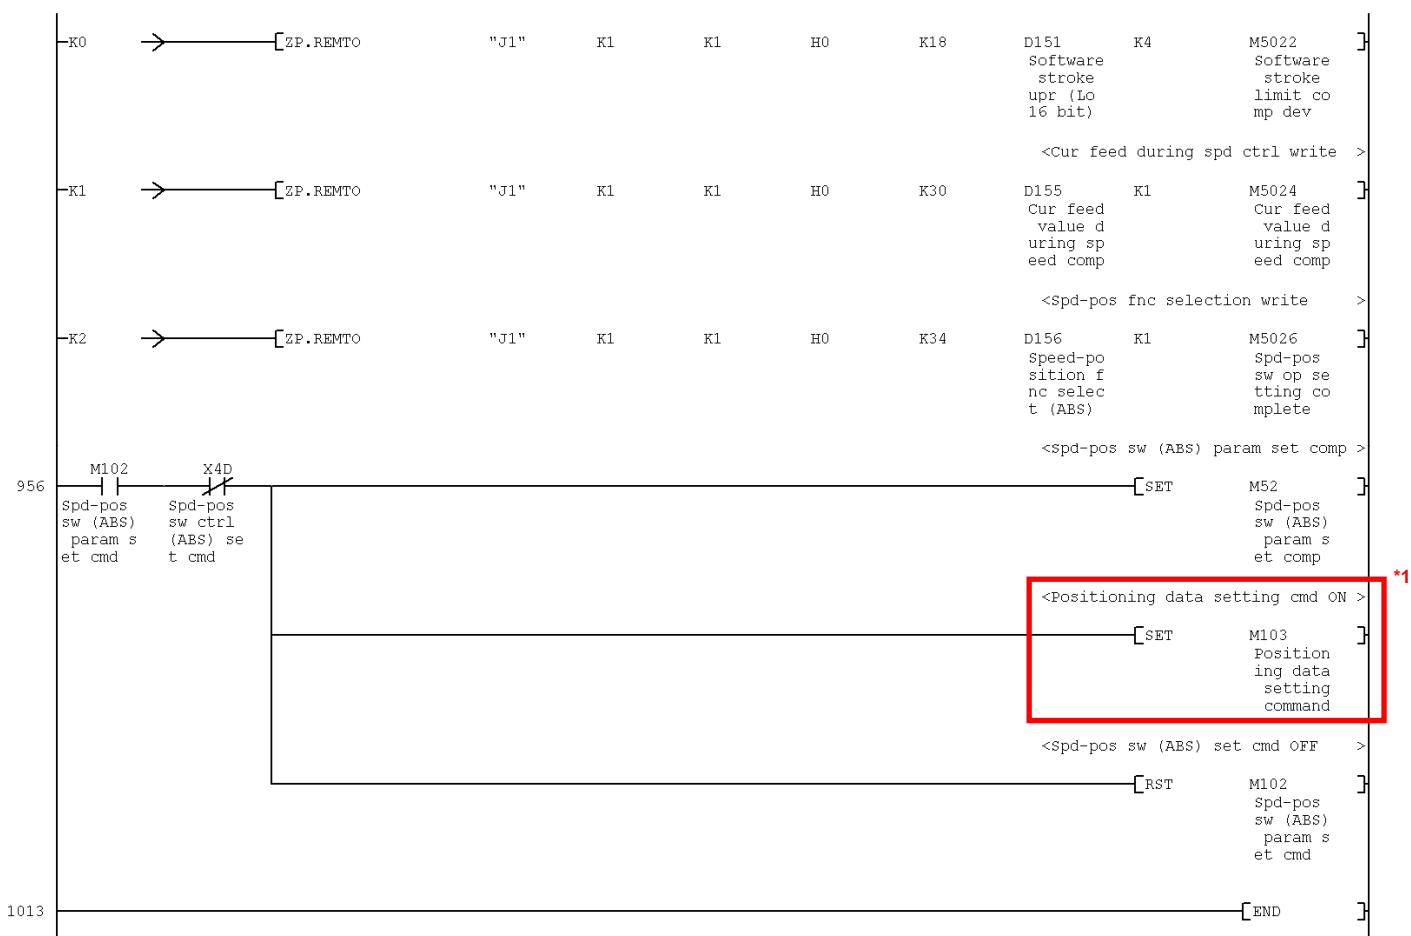 K0 ZP.REMTO "J1" K1 K1 H0 K18 D151 K4 M5022
Software Software
stroke stroke
upr (Lo limit co
16 bit) mp dev
<Cur feed during spd ctrl write >
K1 ZP.REMTO "J1" K1 K1 H0 K30 D155 K1 M5024
Cur feed Cur feed
value d value d
uring sp uring sp
eed comp eed comp
<Spd-pos fnc selection write >
K2 ZP.REMTO "J1" K1 K1 H0 K34 D156 K1 M5026
Speed-po Spd-pos
sition f sw op se
nc selec tting co
t (ABS) mplete
<Spd-pos sw (ABS) param set comp >
M102 X4D
956 SET M52
Spd-pos Spd-pos Spd-pos
sw (ABS) sw ctrl sw (ABS)
param s (ABS) se param s
et cmd t cmd et comp
*1
<Positioning data setting cmd ON >
SET M103
Position
ing data
setting
command
<Spd-pos sw (ABS) set cmd OFF >
RST M102
Spd-pos
sw (ABS)
param s
et cmd
1013 END